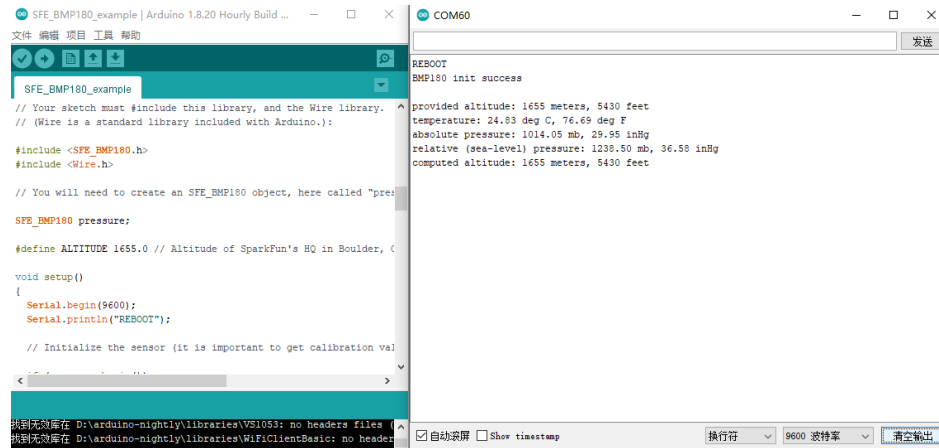 SFE_BMP180_example | Arduino 1.8.20 Hourly Build ...
文件 编辑 项目 工具 帮助
SFE_BMP180_example
// Your sketch must #include this library, and the Wire library.
// (Wire is a standard library included with Arduino.):
#include <SFE_BMP180.h>
#include <Wire.h>
// You will need to create an SFE_BMP180 object, here called "pres
SFE_BMP180 pressure;
#define ALTITUDE 1655.0 // Altitude of SparkFun's HQ in Boulder, C
void setup()
{
Serial.begin(9600);
Serial.println("REBOOT");
// Initialize the sensor (it is important to get calibration val
找到无效库在 D:\arduino-nightly\libraries\VS1053: no headers files (
找到无效库在 D:\arduino-nightly\libraries\WiFiClientBasic: no header
COM60
发送
REBOOT
BMP180 init success
provided altitude: 1655 meters, 5430 feet
temperature: 24.83 deg C, 76.69 deg F
absolute pressure: 1014.05 mb, 29.95 inHg
relative (sea-level) pressure: 1238.50 mb, 36.58 inHg
computed altitude: 1655 meters, 5430 feet
自动滚屏 Show timestamp 换行符 9600 波特率 清空输出